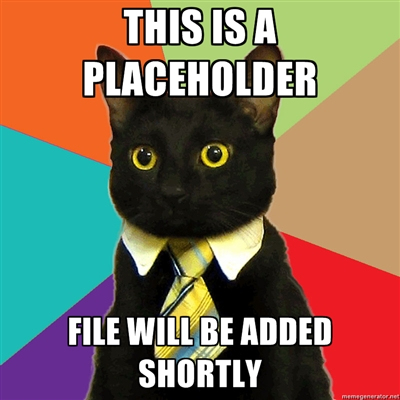 THIS IS A
PLACEHOLDER
FILE WILL BE ADDED
SHORTLY
memegenerator.net